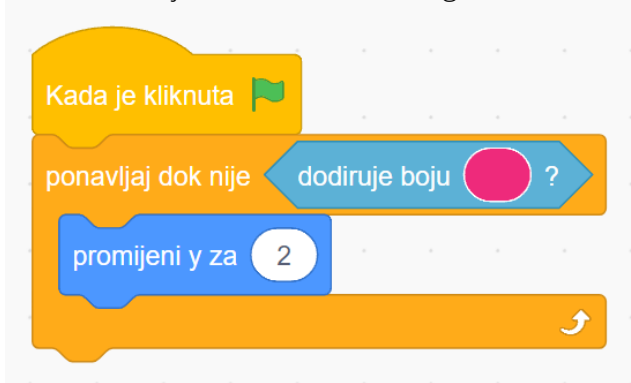 Kada je kliknuta
ponavljaj dok nije dodiruje boju ?
promijeni y za 2